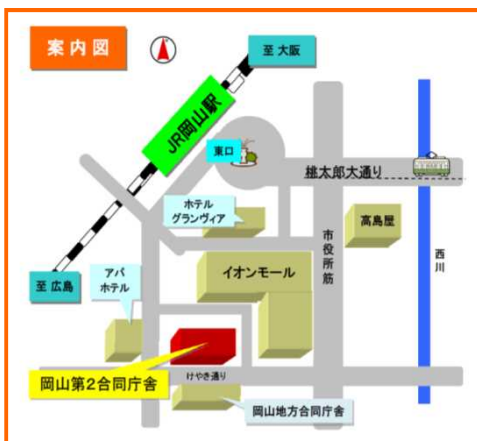 案内図
至 大阪
JR岡山駅
東口
桃太郎大通り
ホテル
グランヴィア
高島屋
市役所筋
西川
至 広島
アパ
ホテル
イオンモール
岡山第2合同庁舎
けやき通り
岡山地方合同庁舎